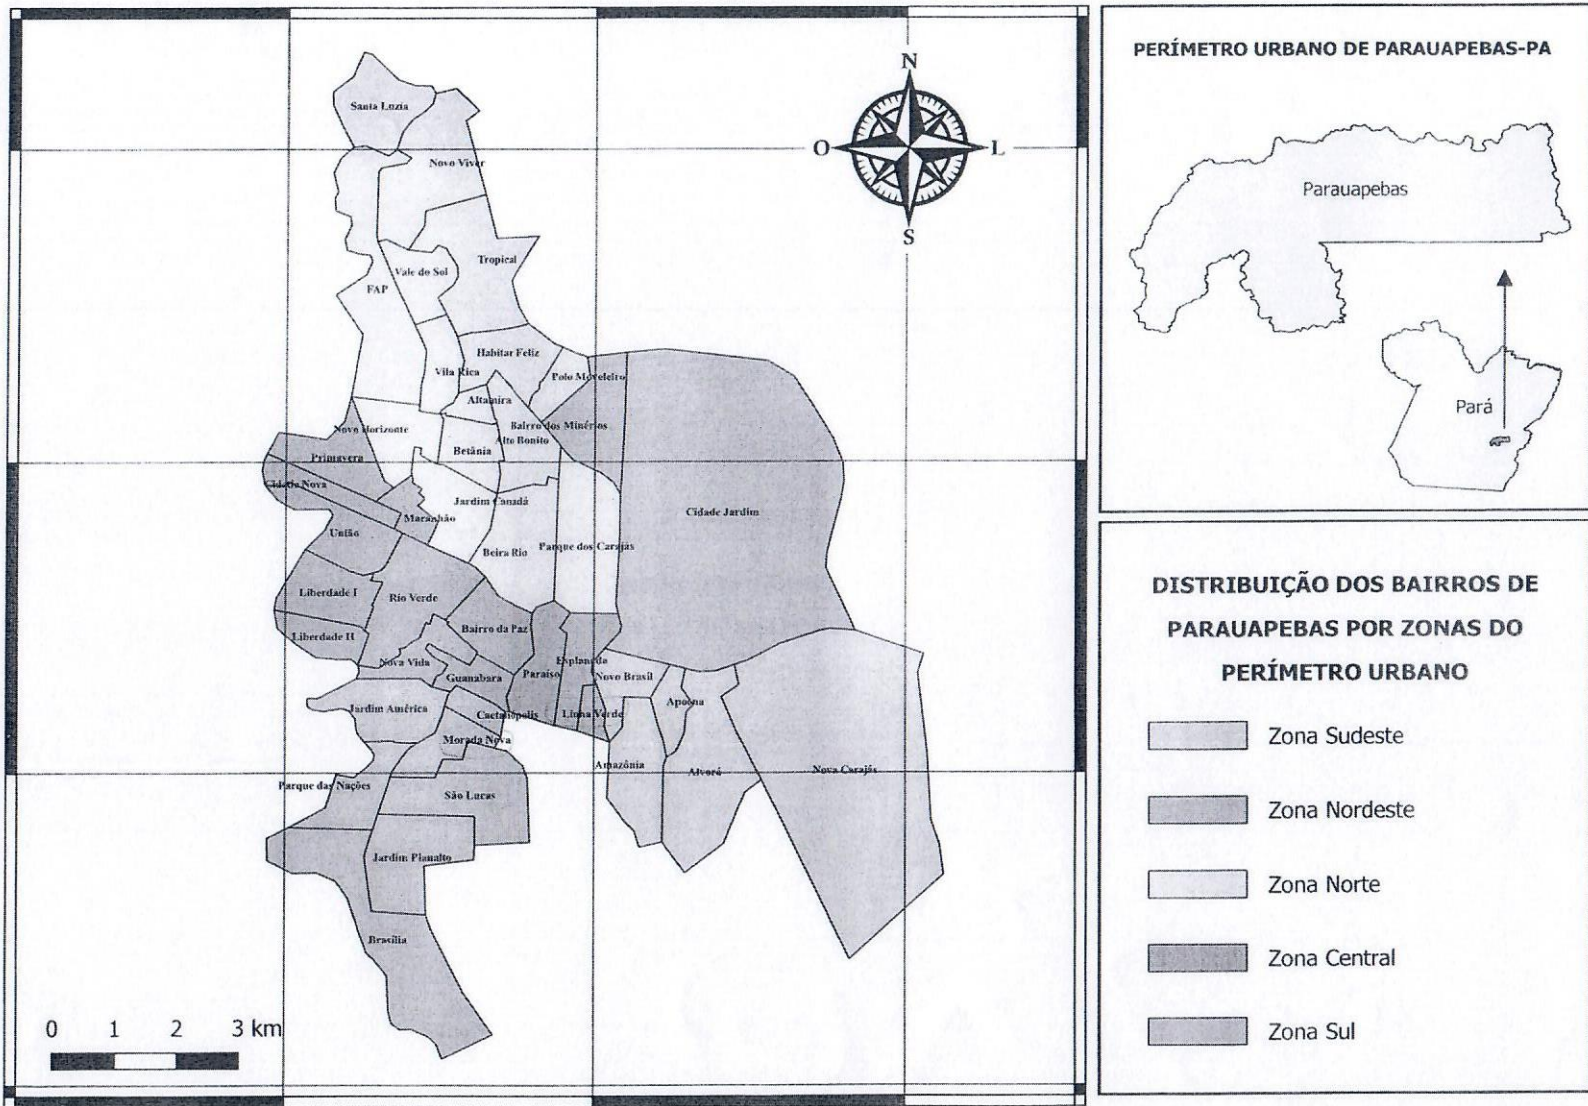 Santa Luzia
Novo Viver
Tropical
Vale do Sol
FAP
Habitar Feliz
Vila Rica
Polo Moveleiro
Altamira
Bairro dos Minérios
Novo Horizonte
Alto Bonito
Betânia
Primavera
Cidade Nova
Jardim Canadá
Maranhão
Cidade Jardim
União
Beira Rio
Parque dos Carajás
Liberdade I
Rio Verde
Liberdade II
Bairro da Paz
Nova Vida
Esplanada
Guanabara
Paraíso
Novo Brasil
Apoena
Jardim América
Caetanópolis
Linha Verde
Morada Nova
Amazônia
Alvorá
Nova Carajás
Parque das Nações
São Lucas
Jardim Planalto
Brasília
N
O
L
S
0 1 2 3 km
PERÍMETRO URBANO DE PARAUAPEBAS-PA
Parauapebas
Pará
DISTRIBUIÇÃO DOS BAIRROS DE
PARAUAPEBAS POR ZONAS DO
PERÍMETRO URBANO
Zona Sudeste
Zona Nordeste
Zona Norte
Zona Central
Zona Sul